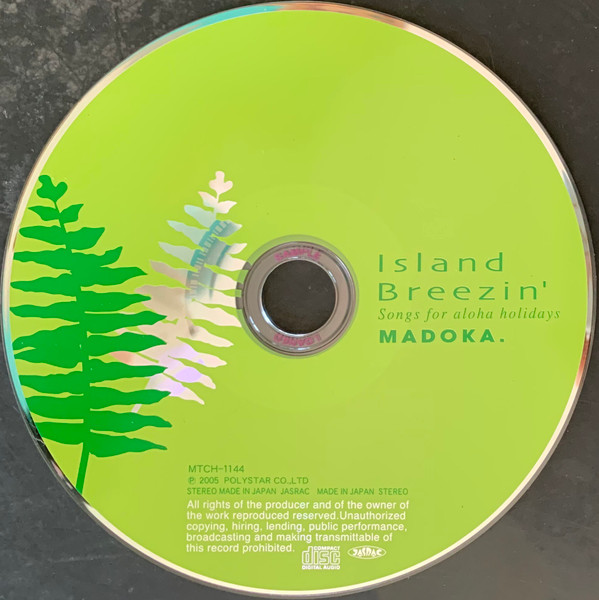 SAMPLE
Island
Breezin'
Songs for aloha holidays
MADOKA.
MTCH-1144
℗ 2005 POLYSTAR CO.,LTD
STEREO MADE IN JAPAN JASRAC MADE IN JAPAN STEREO
All rights of the producer and of the owner of
the work reproduced reserved.Unauthorized
copying, hiring, lending, public performance,
broadcasting and making transmittable of
this record prohibited.
COMPACT
disc
DIGITAL AUDIO
JASRAC